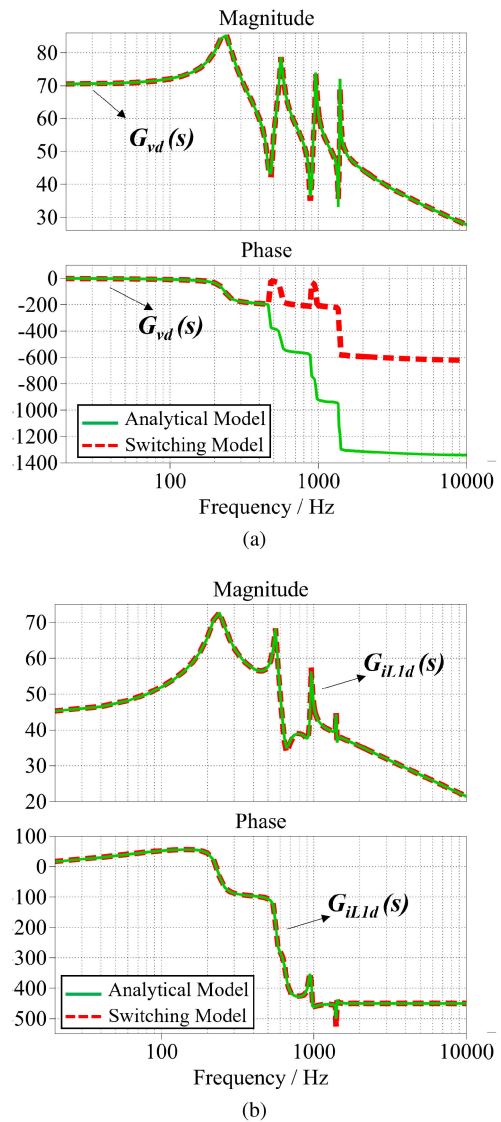 Magnitude
80
70
60
50
40
30
G_vd(s)
Phase
0
-200
-400
-600
-800
1000
1200
1400
G_vd(s)
Analytical Model
Switching Model
100
1000
10000
Frequency / Hz
(a)
Magnitude
70
60
50
40
30
20
G_iL1d(s)
Phase
100
0
100
200
300
400
500
G_iL1d(s)
Analytical Model
Switching Model
100
1000
10000
Frequency / Hz
(b)